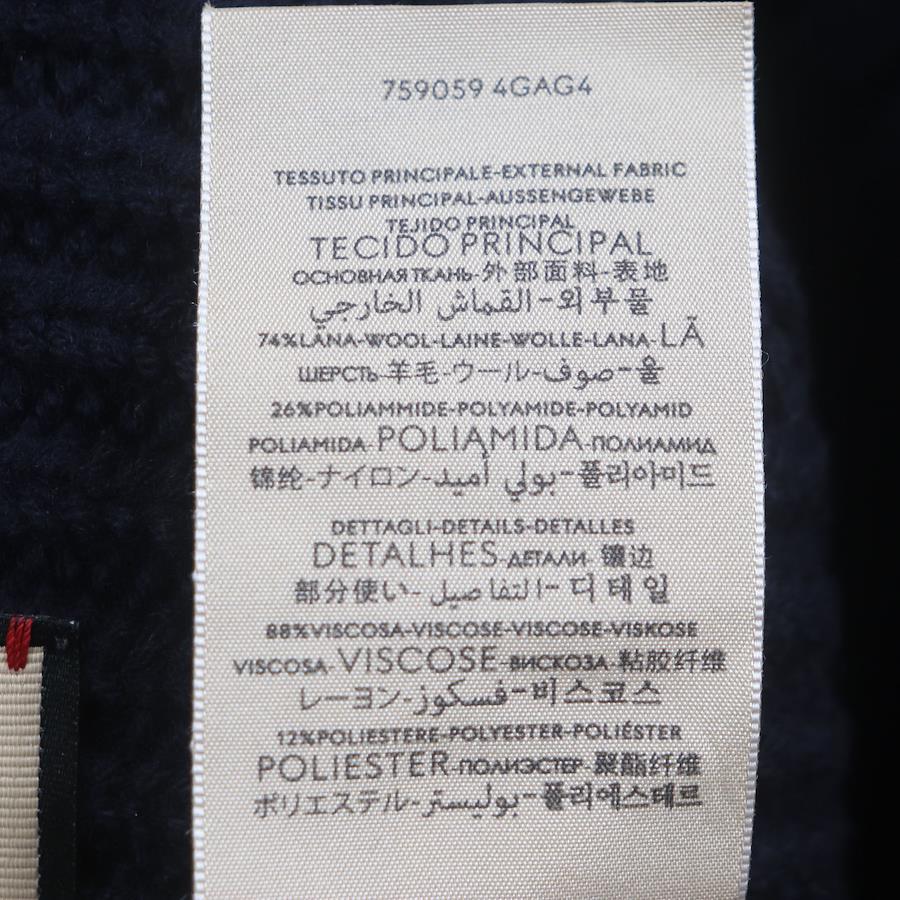 759059 4GAG4
TESSUTO PRINCIPALE-EXTERNAL FABRIC
TISSU PRINCIPAL-AUSSENGEWEBE
TEJIDO PRINCIPAL
TECIDO PRINCIPAL
ОСНОВНАЯ ТКАНЬ-外部面料-表地
القماش الخارجي-외부물
74%LANA-WOOL-LAINE-WOLLE-LANA-LÃ
ШЕРСТЬ-羊毛-ウール-صوف-울
26%POLIAMMIDE-POLYAMIDE-POLYAMID
POLIAMIDA-POLIAMIDA-ПОЛИАМИД
锦纶-ナイロン-بولي أميد-폴리아미드
DETTAGLI-DETAILS-DETALLES
DETALHES-ДЕТАЛИ-镶边
部分使い-التفاصيل-디테일
88%VISCOSA-VISCOSE-VISCOSE-VISKOSE
VISCOSA-VISCOSE-ВИСКОЗА-粘胶纤维
レーヨン-فسكوز-비스코스
12%POLIESTERE-POLYESTER-POLIÉSTER
POLIESTER-ПОЛИЭСТЕР-聚酯纤维
ポリエステル-بوليستر-폴리에스테르